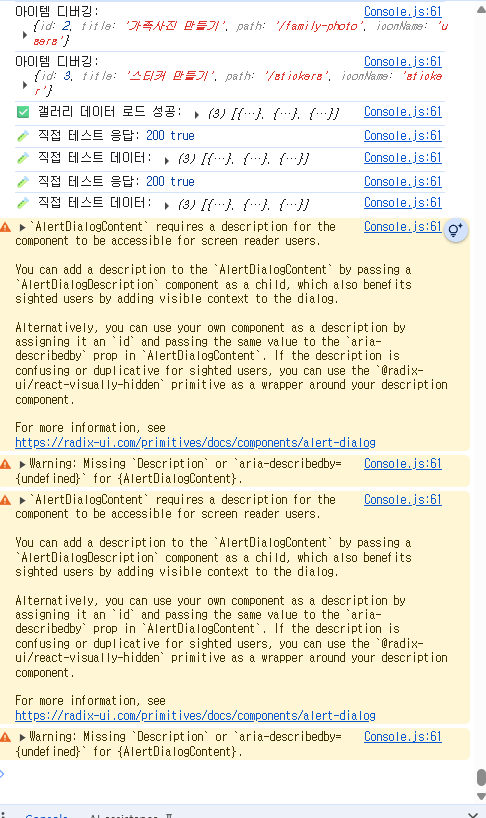 아이템 디버깅: Console.js:61
{id: 2, title: '가족사진 만들기', path: '/family-photo', iconName: 'u
sers'}
아이템 디버깅: Console.js:61
{id: 3, title: '스티커 만들기', path: '/stickers', iconName: 'sticke
r'}
✅ 갤러리 데이터 로드 성공: ▶ (3) [{…}, {…}, {…}] Console.js:61
🧪 직접 테스트 응답: 200 true Console.js:61
🧪 직접 테스트 데이터: ▶ (3) [{…}, {…}, {…}] Console.js:61
🧪 직접 테스트 응답: 200 true Console.js:61
🧪 직접 테스트 데이터: ▶ (3) [{…}, {…}, {…}] Console.js:61
▶`AlertDialogContent` requires a description for the Console.js:61
component to be accessible for screen reader users.
You can add a description to the `AlertDialogContent` by passing a
`AlertDialogDescription` component as a child, which also benefits
sighted users by adding visible context to the dialog.
Alternatively, you can use your own component as a description by
assigning it an `id` and passing the same value to the `aria-
describedby` prop in `AlertDialogContent`. If the description is
confusing or duplicative for sighted users, you can use the `@radix-
ui/react-visually-hidden` primitive as a wrapper around your description
component.
For more information, see
https://radix-ui.com/primitives/docs/components/alert-dialog
▶Warning: Missing `Description` or `aria-describedby= Console.js:61
{undefined}` for {AlertDialogContent}.
▶`AlertDialogContent` requires a description for the Console.js:61
component to be accessible for screen reader users.
You can add a description to the `AlertDialogContent` by passing a
`AlertDialogDescription` component as a child, which also benefits
sighted users by adding visible context to the dialog.
Alternatively, you can use your own component as a description by
assigning it an `id` and passing the same value to the `aria-
describedby` prop in `AlertDialogContent`. If the description is
confusing or duplicative for sighted users, you can use the `@radix-
ui/react-visually-hidden` primitive as a wrapper around your description
component.
For more information, see
https://radix-ui.com/primitives/docs/components/alert-dialog
▶Warning: Missing `Description` or `aria-describedby= Console.js:61
{undefined}` for {AlertDialogContent}.
Console AI assistance